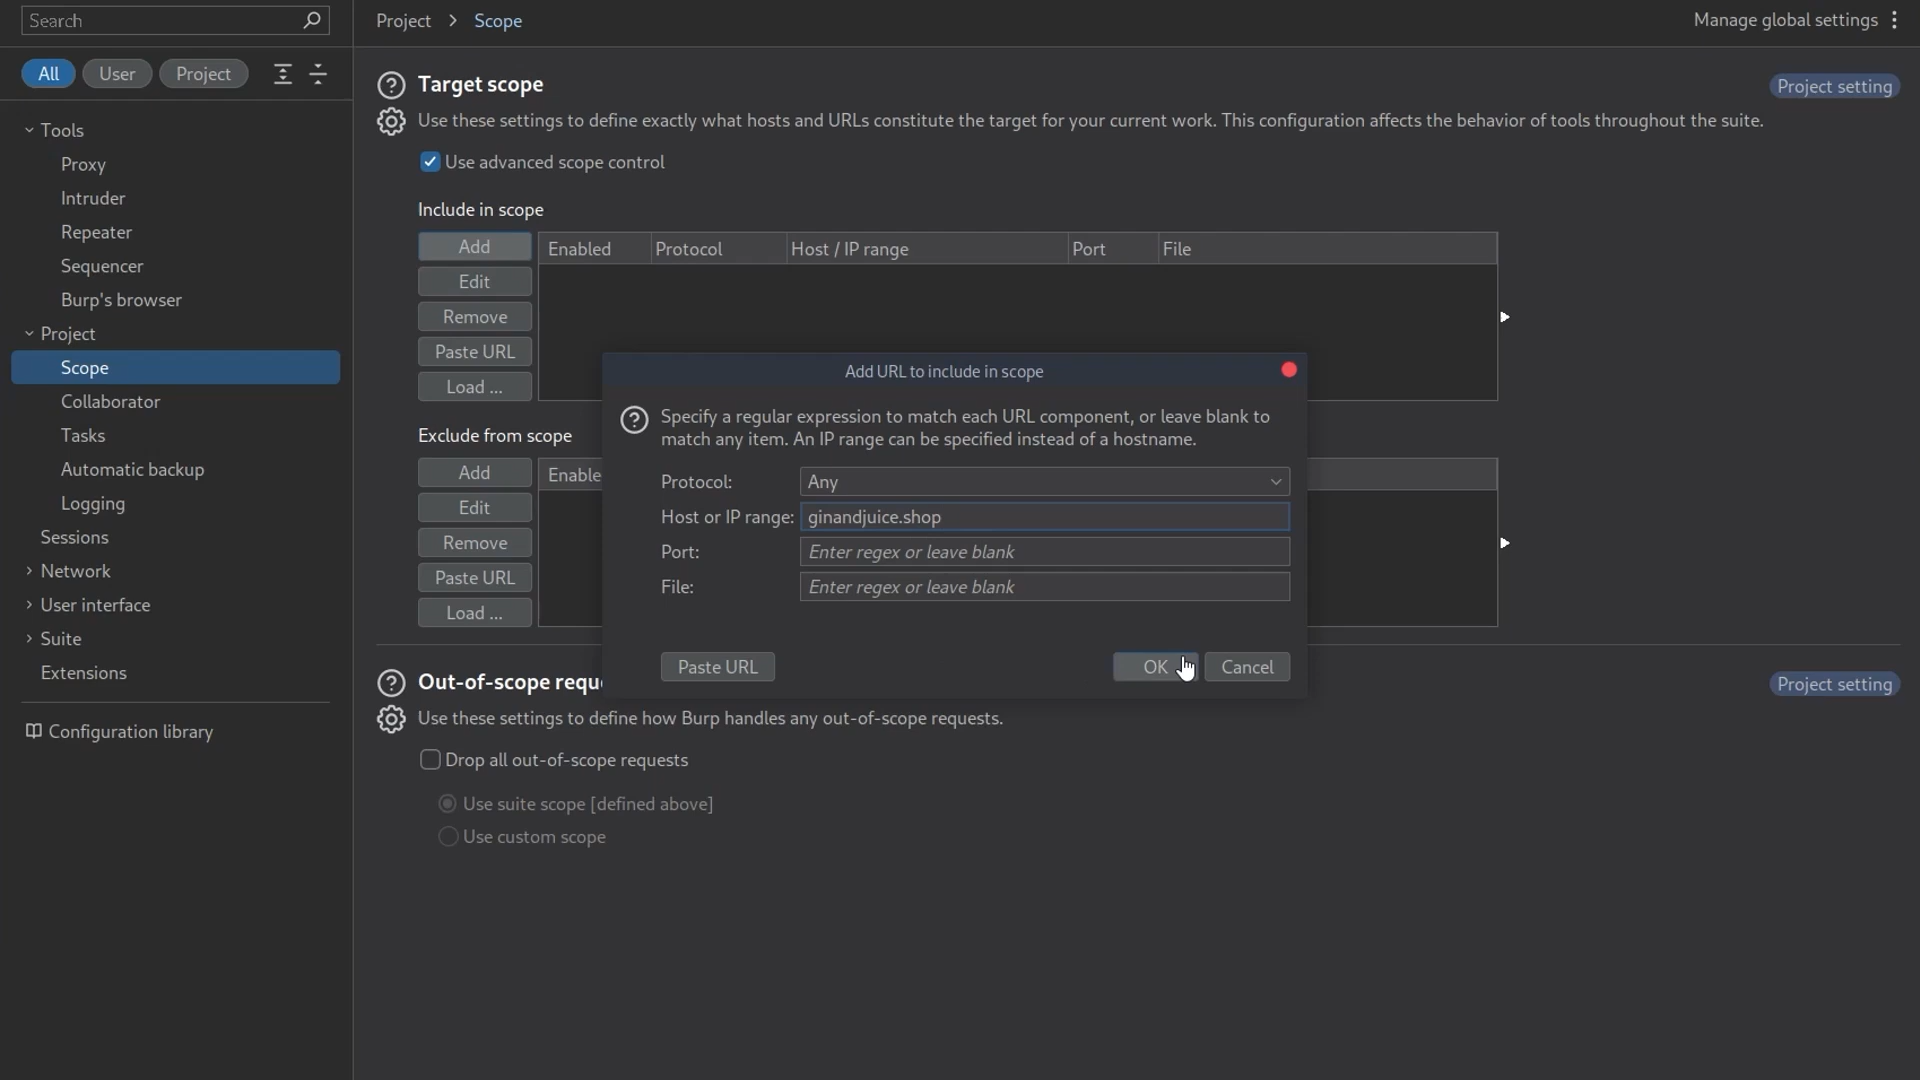 Search
Project > Scope
Manage global settings
All
User
Project
Tools
Proxy
Intruder
Repeater
Sequencer
Burp's browser
Project
Scope
Collaborator
Tasks
Automatic backup
Logging
Sessions
Network
User interface
Suite
Extensions
Configuration library
Target scope
Project setting
Use these settings to define exactly what hosts and URLs constitute the target for your current work. This configuration affects the behavior of tools throughout the suite.
Use advanced scope control
Include in scope
Add
Enabled Protocol Host / IP range Port File
Edit
Remove
Paste URL
Load ...
Exclude from scope
Add
Enable
Edit
Remove
Paste URL
Load ...
Add URL to include in scope
Specify a regular expression to match each URL component, or leave blank to
match any item. An IP range can be specified instead of a hostname.
Protocol: Any
Host or IP range: ginandjuice.shop
Port: Enter regex or leave blank
File: Enter regex or leave blank
Paste URL
OK
Cancel
Out-of-scope requ
Project setting
Use these settings to define how Burp handles any out-of-scope requests.
Drop all out-of-scope requests
Use suite scope [defined above]
Use custom scope